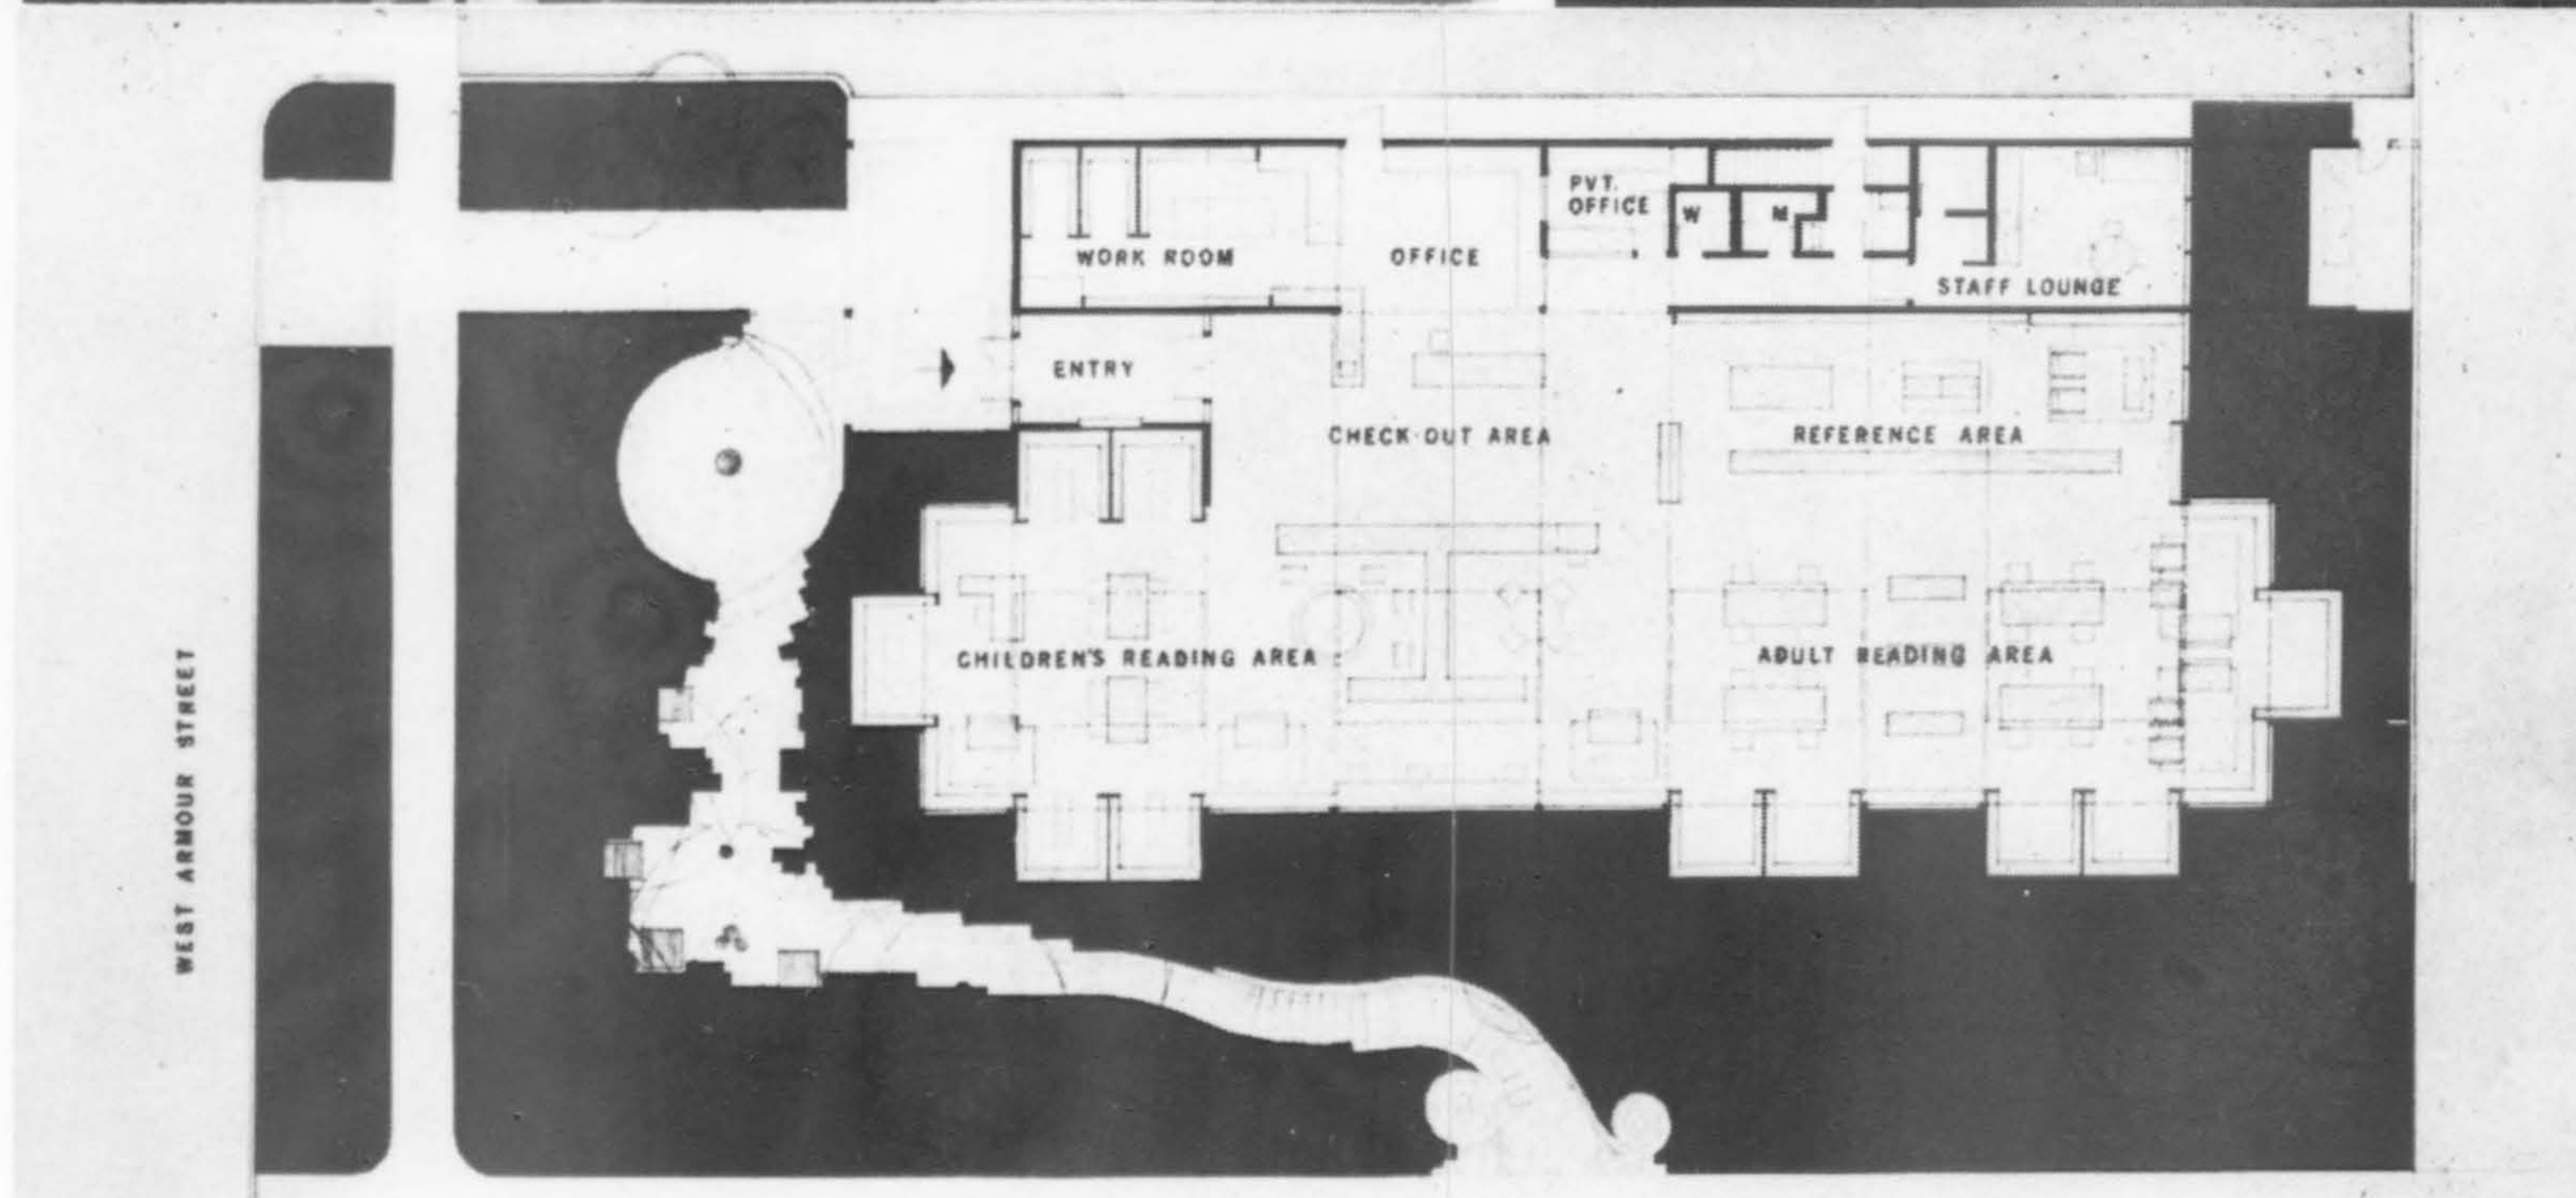 PVT.
OFFICE
W
M
WORK ROOM
OFFICE
STAFF LOUNGE
ENTRY
CHECK-OUT AREA
REFERENCE AREA
CHILDREN'S READING AREA
ADULT READING AREA
WEST ARMOUR STREET